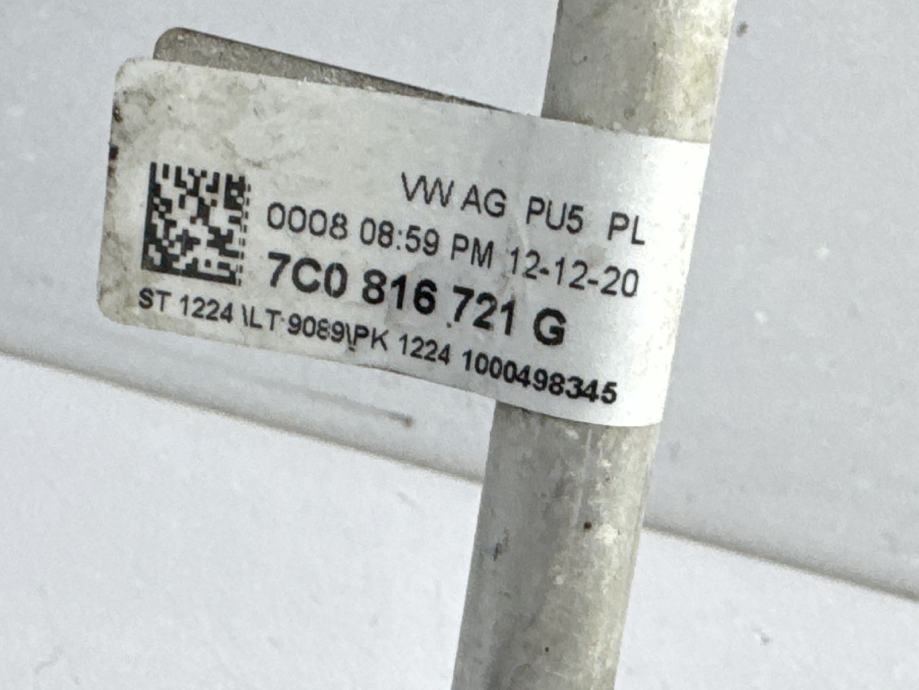 VW AG PU5 PL
0008 08:59 PM 12-12-20
7C0 816 721 G
ST 1224 \LT 9089\PK 1224 1000498345